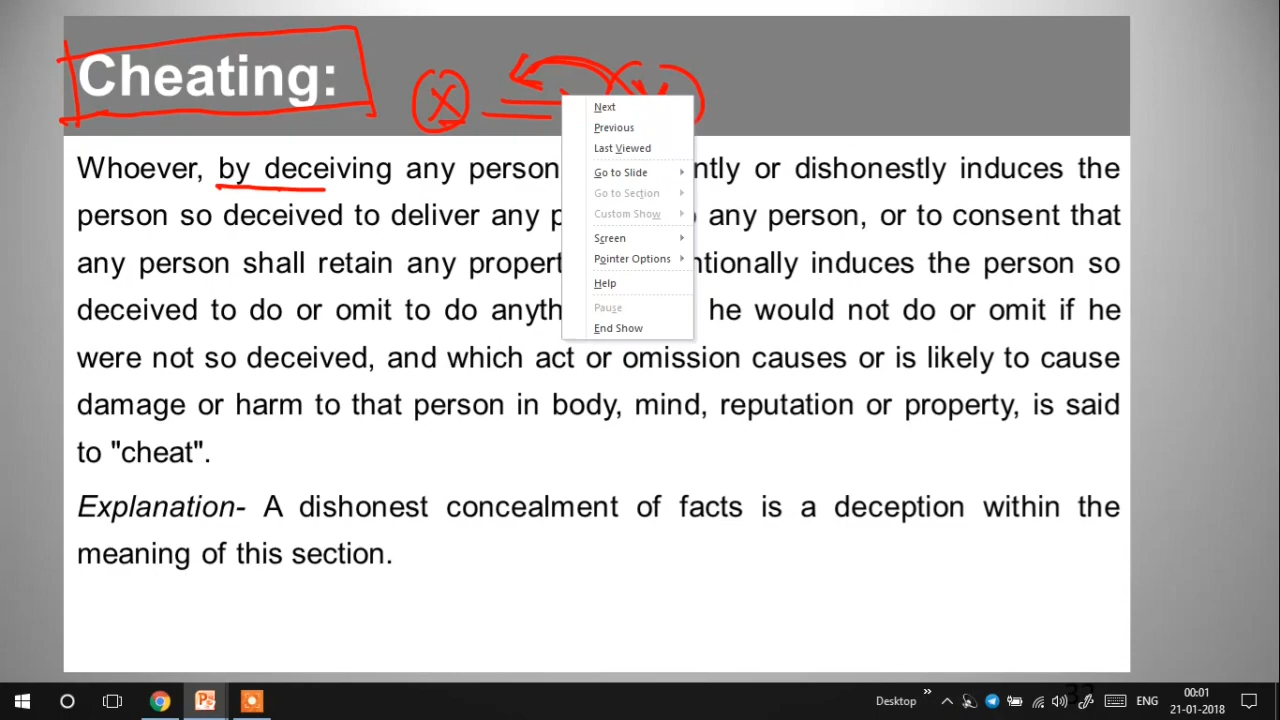 Cheating:
X
Next
Previous
Last Viewed
Go to Slide
Go to Section
Custom Show
Screen
Pointer Options
Help
Pause
End Show
Whoever, by deceiving any person ntly or dishonestly induces the
person so deceived to deliver any p any person, or to consent that
any person shall retain any propert ntionally induces the person so
deceived to do or omit to do anyth he would not do or omit if he
were not so deceived, and which act or omission causes or is likely to cause
damage or harm to that person in body, mind, reputation or property, is said
to "cheat".
Explanation- A dishonest concealment of facts is a deception within the
meaning of this section.
Desktop
ENG
00:01
21-01-2018